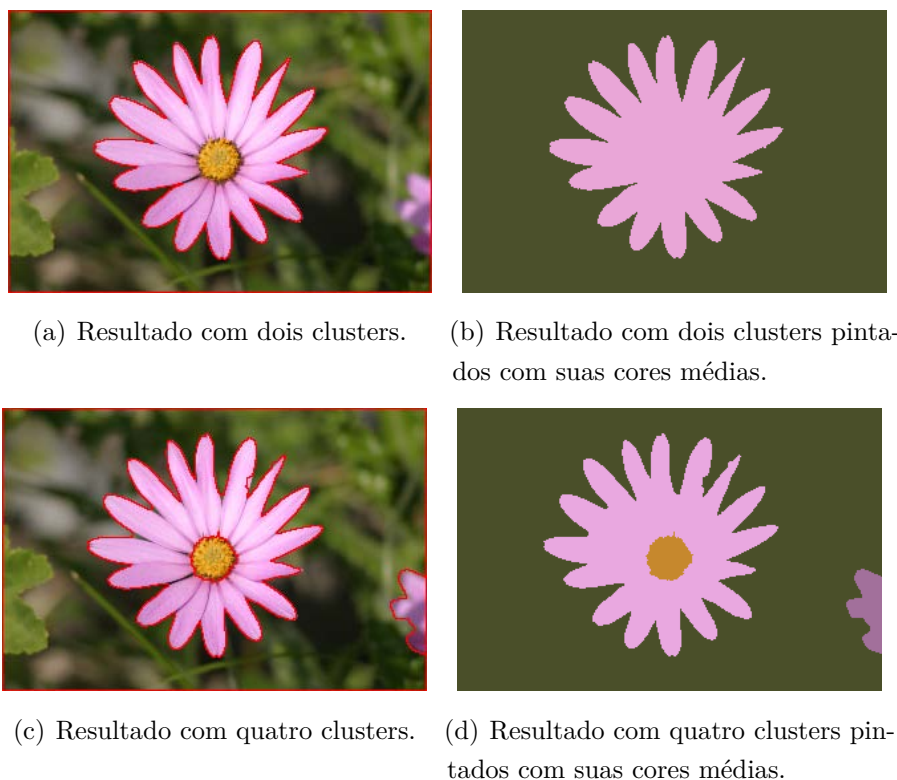 (a) Resultado com dois clusters.
(b) Resultado com dois clusters pinta-
dos com suas cores médias.
(c) Resultado com quatro clusters.
(d) Resultado com quatro clusters pin-
tados com suas cores médias.